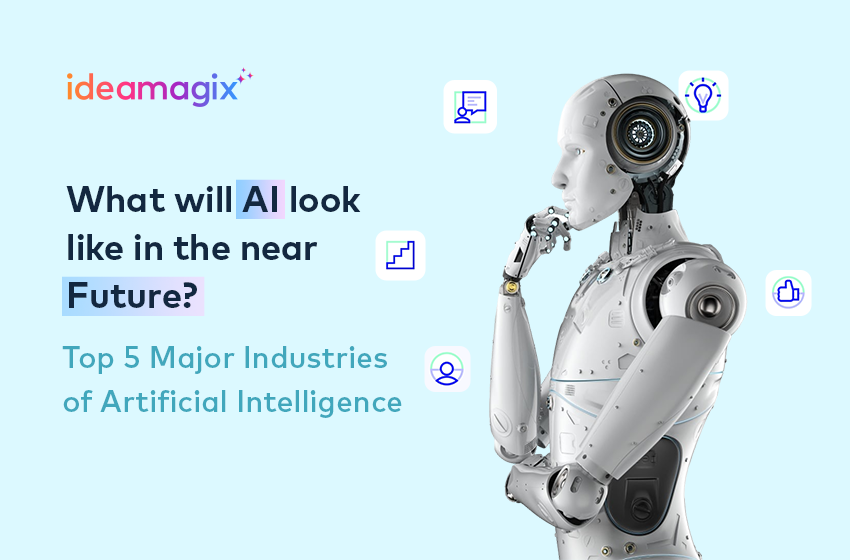 ideamagix
What will AI look
like in the near
Future?
Top 5 Major Industries
of Artificial Intelligence